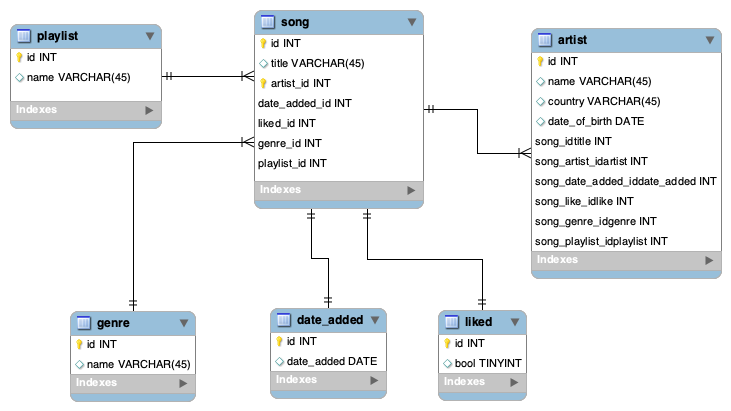 playlist
id INT
name VARCHAR(45)
Indexes
song
id INT
title VARCHAR(45)
artist_id INT
date_added_id INT
liked_id INT
genre_id INT
playlist_id INT
Indexes
artist
id INT
name VARCHAR(45)
country VARCHAR(45)
date_of_birth DATE
song_idtitle INT
song_artist_idartist INT
song_date_added_iddate_added INT
song_like_idlike INT
song_genre_idgenre INT
song_playlist_idplaylist INT
Indexes
genre
id INT
name VARCHAR(45)
Indexes
date_added
id INT
date_added DATE
Indexes
liked
id INT
bool TINYINT
Indexes